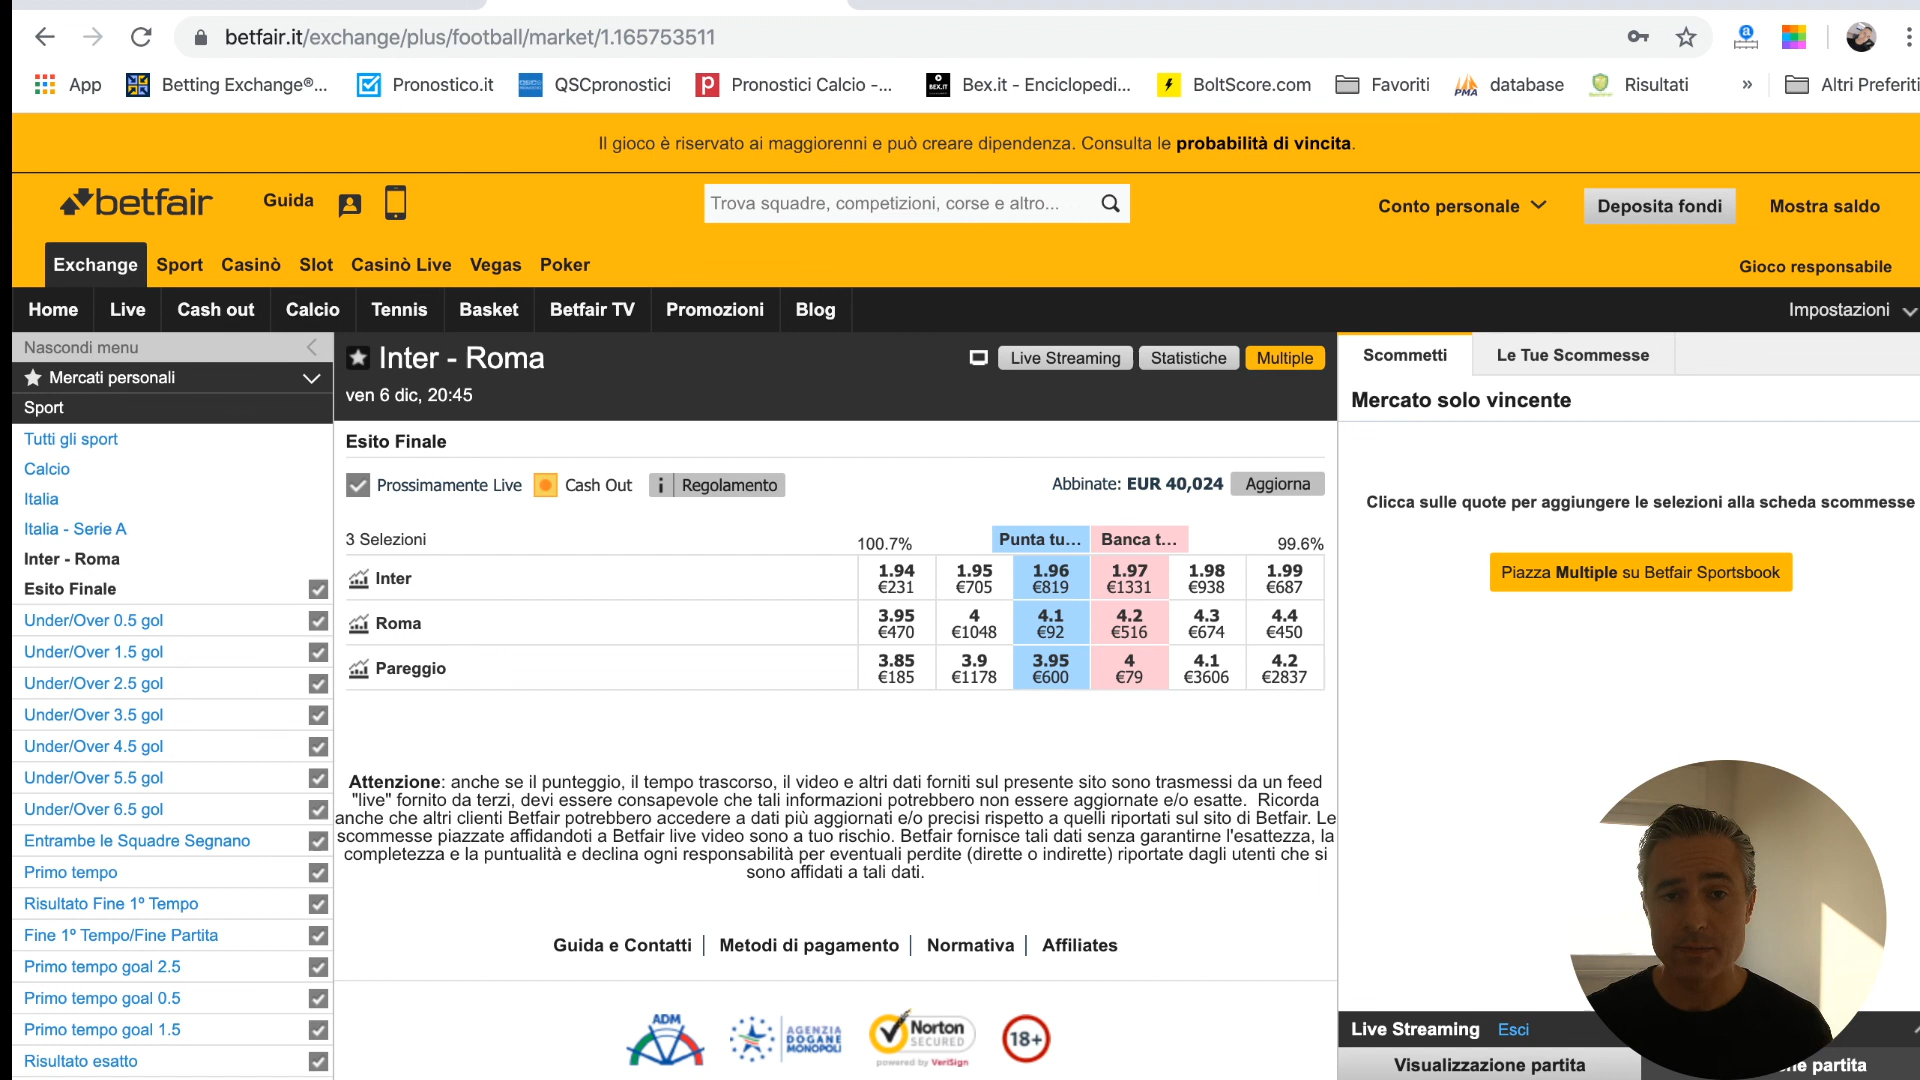 betfair.it/exchange/plus/football/market/1.165753511
App
Betting Exchange®...
Pronostico.it
QSCpronostici
Pronostici Calcio -...
BEX.IT
Bex.it - Enciclopedi...
BoltScore.com
Favoriti
PMA
database
Risultati
»
Altri Preferiti
Il gioco è riservato ai maggiorenni e può creare dipendenza. Consulta le probabilità di vincita.
betfair
Guida
Trova squadre, competizioni, corse e altro...
Conto personale
Deposita fondi
Mostra saldo
Exchange Sport Casinò Slot Casinò Live Vegas Poker
Gioco responsabile
Home Live Cash out Calcio Tennis Basket Betfair TV Promozioni Blog
Impostazioni
Nascondi menu
Mercati personali
Sport
Tutti gli sport
Calcio
Italia
Italia - Serie A
Inter - Roma
Esito Finale
Under/Over 0.5 gol
Under/Over 1.5 gol
Under/Over 2.5 gol
Under/Over 3.5 gol
Under/Over 4.5 gol
Under/Over 5.5 gol
Under/Over 6.5 gol
Entrambe le Squadre Segnano
Primo tempo
Risultato Fine 1º Tempo
Fine 1º Tempo/Fine Partita
Primo tempo goal 2.5
Primo tempo goal 0.5
Primo tempo goal 1.5
Risultato esatto
Inter - Roma
Live Streaming
Statistiche
Multiple
ven 6 dic, 20:45
Esito Finale
Prossimamente Live
Cash Out
i Regolamento
Abbinate: EUR 40,024
Aggiorna
3 Selezioni
100.7%
Punta tu...
Banca t...
99.6%
Inter
1.94 1.95 1.96 1.97 1.98 1.99
€231 €705 €819 €1331 €938 €687
Roma
3.95 4 4.1 4.2 4.3 4.4
€470 €1048 €92 €516 €674 €450
Pareggio
3.85 3.9 3.95 4 4.1 4.2
€185 €1178 €600 €79 €3606 €2837
Attenzione: anche se il punteggio, il tempo trascorso, il video e altri dati forniti sul presente sito sono trasmessi da un feed
"live" fornito da terzi, devi essere consapevole che tali informazioni potrebbero non essere aggiornate e/o esatte. Ricorda
anche che altri clienti Betfair potrebbero accedere a dati più aggiornati e/o precisi rispetto a quelli riportati sul sito di Betfair. Le
scommesse piazzate affidandoti a Betfair live video sono a tuo rischio. Betfair fornisce tali dati senza garantirne l'esattezza, la
completezza e la puntualità e declina ogni responsabilità per eventuali perdite (dirette o indirette) riportate dagli utenti che si
sono affidati a tali dati.
Guida e Contatti
Metodi di pagamento
Normativa
Affiliates
ADM
AGENZIA
DOGANE
MONOPOLI
Norton
SECURED
powered by VeriSign
18+
Scommetti
Le Tue Scommesse
Mercato solo vincente
Clicca sulle quote per aggiungere le selezioni alla scheda scommesse
Piazza Multiple su Betfair Sportsbook
Live Streaming
Esci
Visualizzazione partita
ne partita